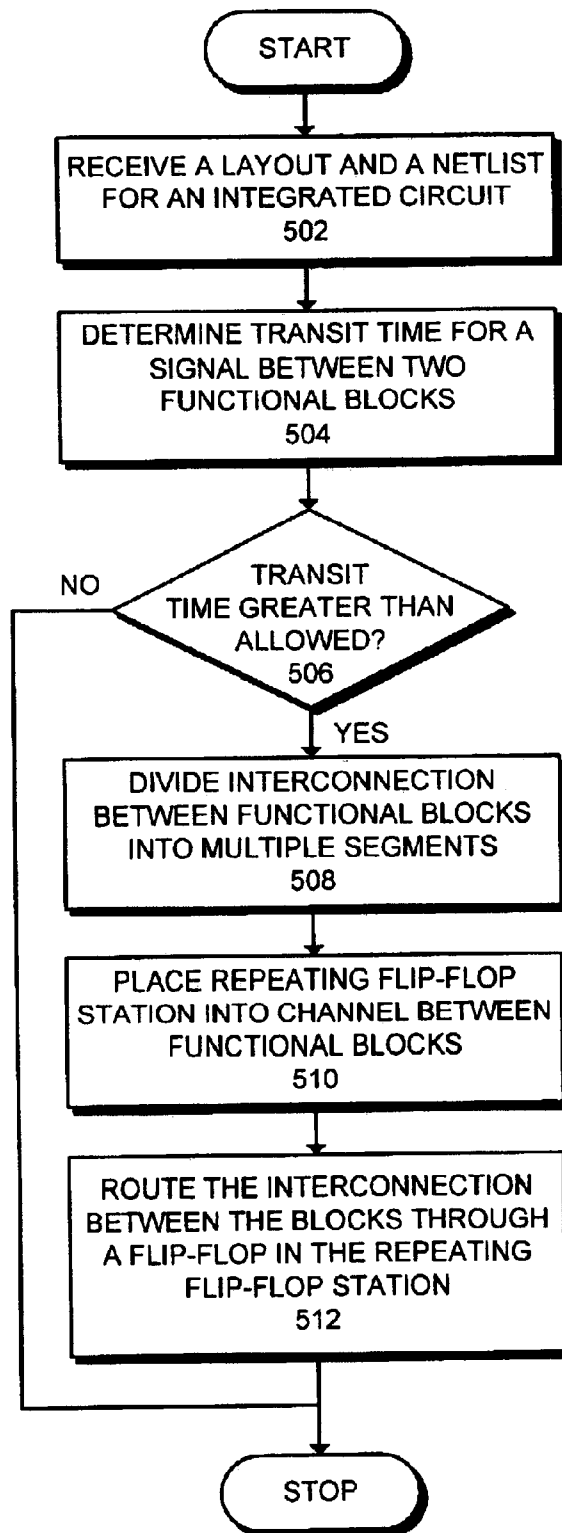 START
RECEIVE A LAYOUT AND A NETLIST
FOR AN INTEGRATED CIRCUIT
502
DETERMINE TRANSIT TIME FOR A
SIGNAL BETWEEN TWO
FUNCTIONAL BLOCKS
504
NO
TRANSIT
TIME GREATER THAN
ALLOWED?
506
YES
DIVIDE INTERCONNECTION
BETWEEN FUNCTIONAL BLOCKS
INTO MULTIPLE SEGMENTS
508
PLACE REPEATING FLIP-FLOP
STATION INTO CHANNEL BETWEEN
FUNCTIONAL BLOCKS
510
ROUTE THE INTERCONNECTION
BETWEEN THE BLOCKS THROUGH
A FLIP-FLOP IN THE REPEATING
FLIP-FLOP STATION
512
STOP